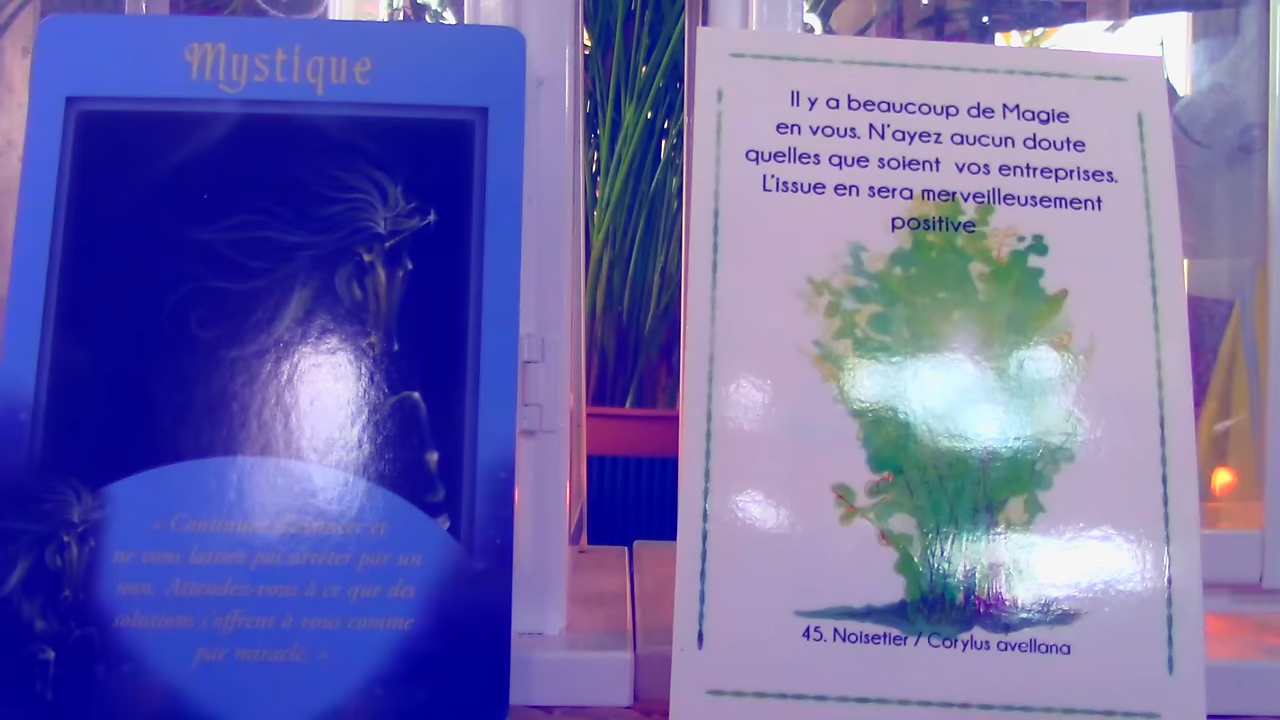 Mystique
« Continuez d'avancer et
ne vous laissez pas arrêter par un
non. Attendez-vous à ce que des
solutions s'offrent à vous comme
par miracle. »
Il y a beaucoup de Magie
en vous. N'ayez aucun doute
quelles que soient vos entreprises.
L'issue en sera merveilleusement
positive
45. Noisetier / Corylus avellana